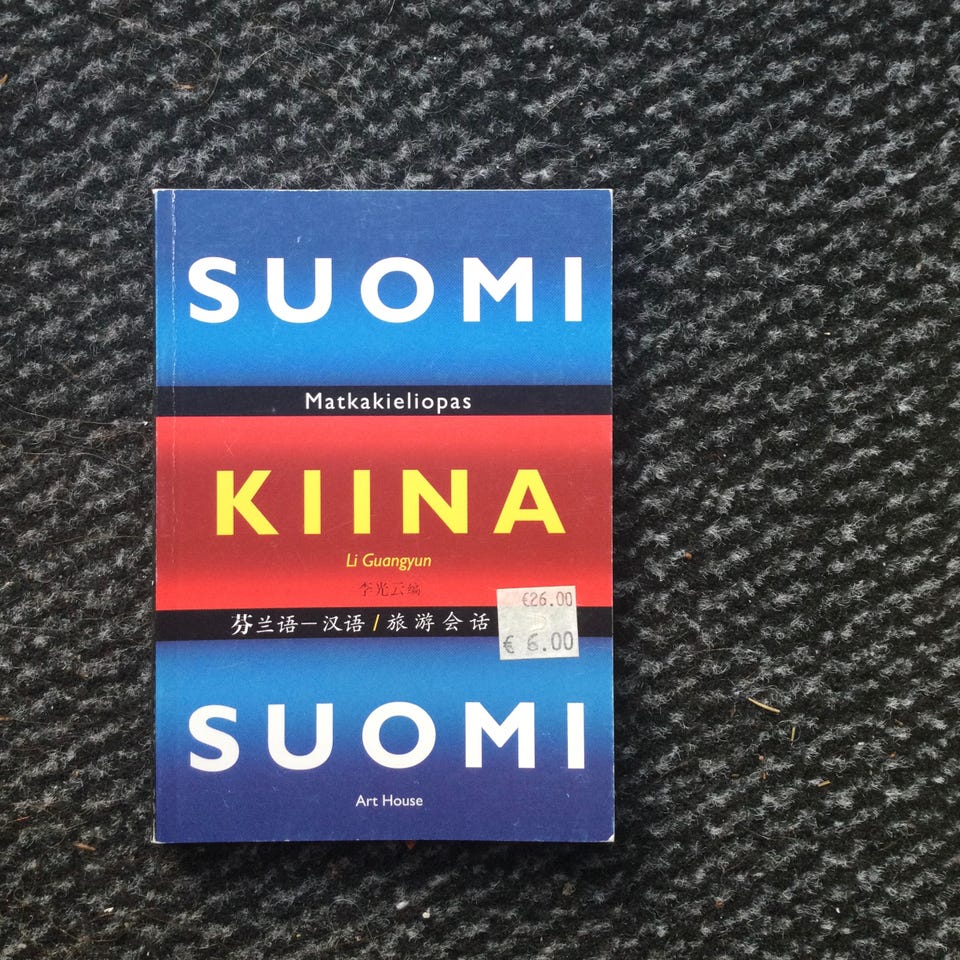 SUOMI
Matkakieliopas
KIINA
Li Guangyun
李光云编
€26.00
芬兰语－汉语 / 旅游会话
€ 6.00
SUOMI
Art House